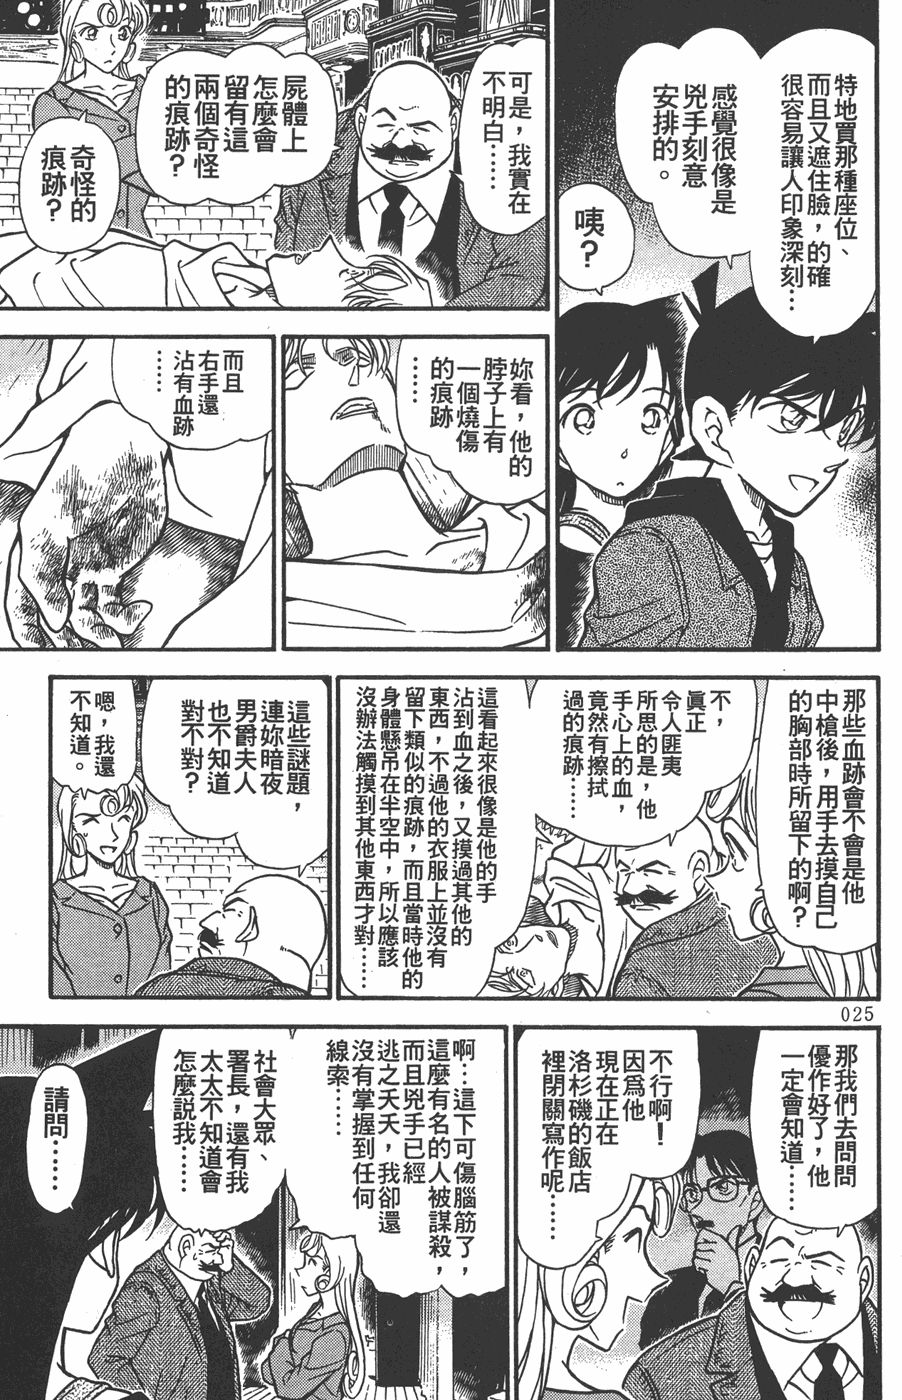 特地買那種座位、
而且又遮住臉，的確
很容易讓人印象深刻…
感覺很像是
兇手刻意
安排的。
咦？
可是，我實在
不明白……
屍體上
怎麼會
留有這
兩個奇怪
的痕跡？
奇怪的
痕跡？
妳看，他的
脖子上有
一個燒傷
的痕跡
……
而且
右手還
沾有血跡
……
那些血跡會不會是他
中槍後，用手去摸自己
的胸部時所留下的啊？
不，
真正
令人匪夷
所思的是，他
手心上的血，
竟然有擦拭
過的痕跡……
這看起來很像是他的手
沾到血之後，又摸過其他的
東西，不過他的衣服上並沒有
留下類似的痕跡，而且當時他的
身體懸吊在半空中，所以應該
沒辦法觸摸到其他東西才對……
這些謎題，
連妳暗夜
男爵夫人
也不知道
對不對？
嗯，我還
不知道。
025
那我們去問問
優作好了，他
一定會知道……
不行啊！
因為他
現在正在
洛杉磯的飯店
裡閉關寫作呢……
啊…這下可傷腦筋了，
這麼有名的人被謀殺，
而且兇手已經
逃之夭夭，我卻還
沒有掌握到任何
線索……
社會大眾、
署長，還有我
太太不知道會
怎麼說我……
請問……